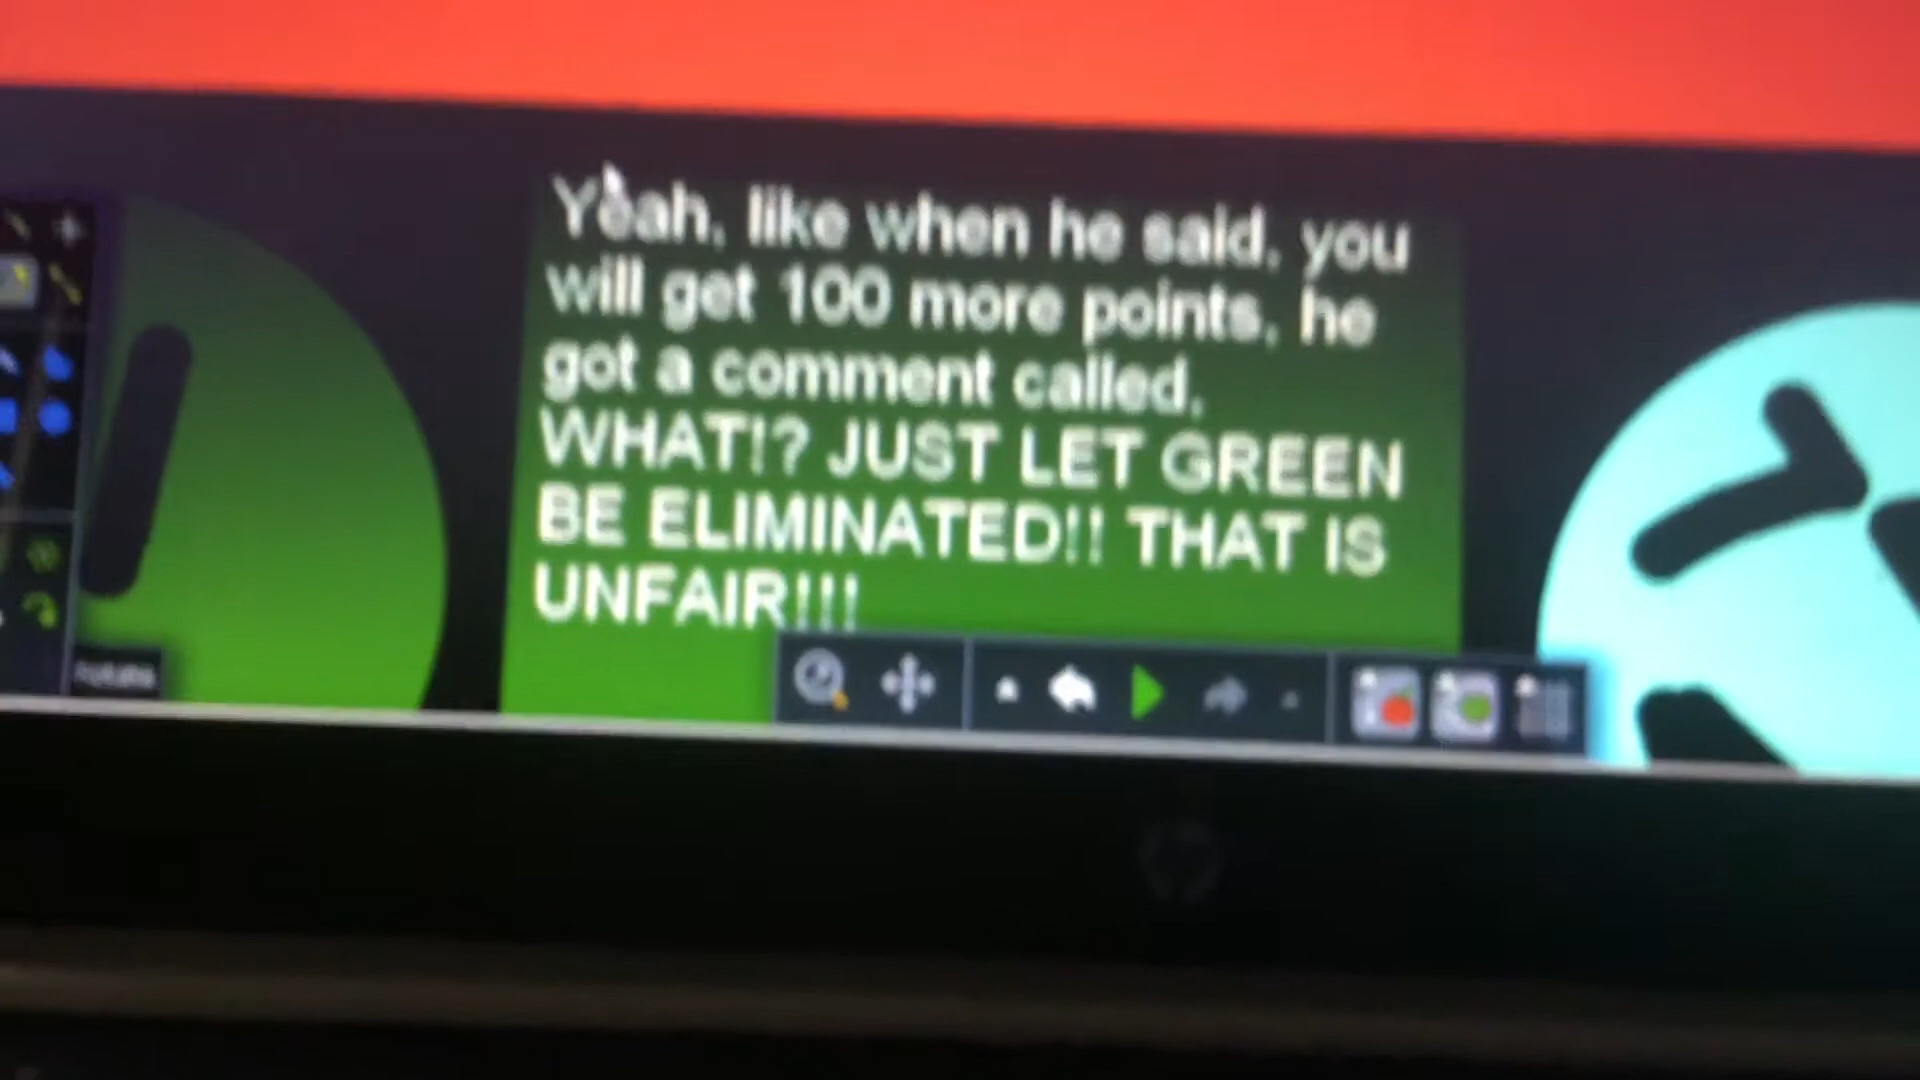 Yeah, like when he said, you
will get 100 more points, he
got a comment called,
WHAT!? JUST LET GREEN
BE ELIMINATED!! THAT IS
UNFAIR!!!
hp